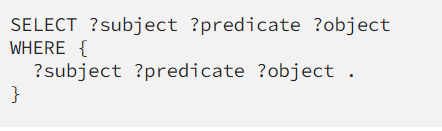 SELECT ?subject ?predicate ?object
WHERE {
  ?subject ?predicate ?object .
}